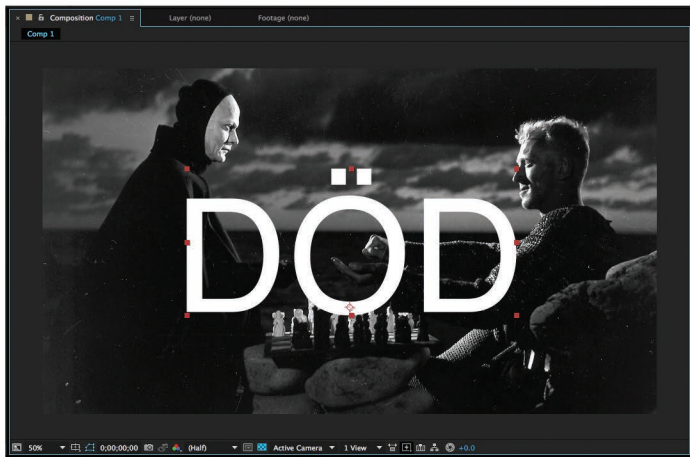 Composition Comp 1
Layer (none)
Footage (none)
Comp 1
DÖD
50%
0;00;00;00
(Half)
Active Camera
1 View
+0.0